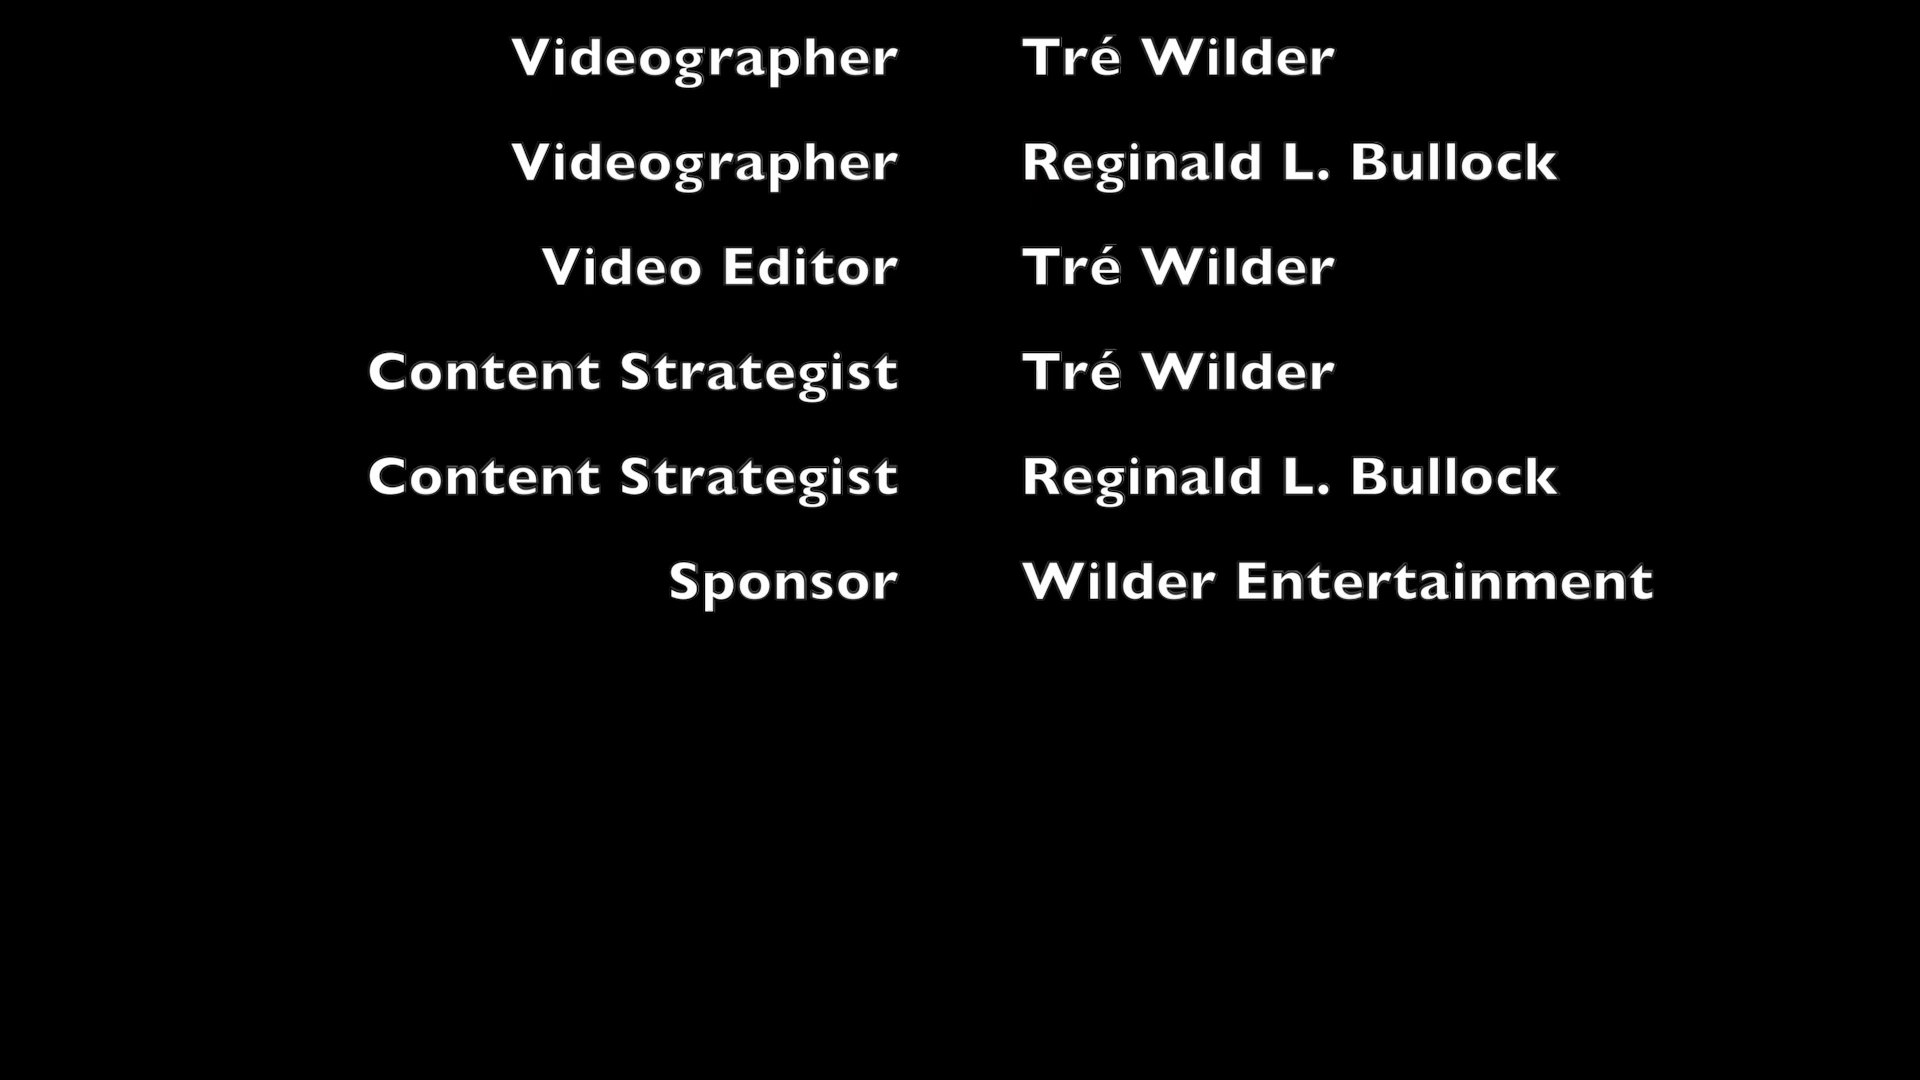 Videographer Tré Wilder
Videographer Reginald L. Bullock
Video Editor Tré Wilder
Content Strategist Tré Wilder
Content Strategist Reginald L. Bullock
Sponsor Wilder Entertainment